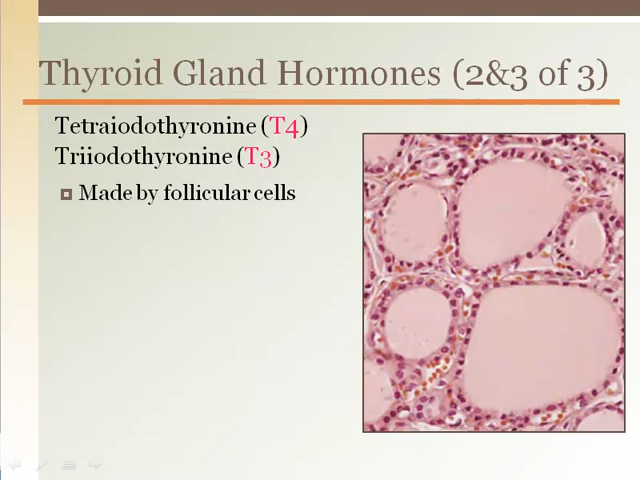 Thyroid Gland Hormones (2&3 of 3)
Tetraiodothyronine (T4)
Triiodothyronine (T3)
Made by follicular cells